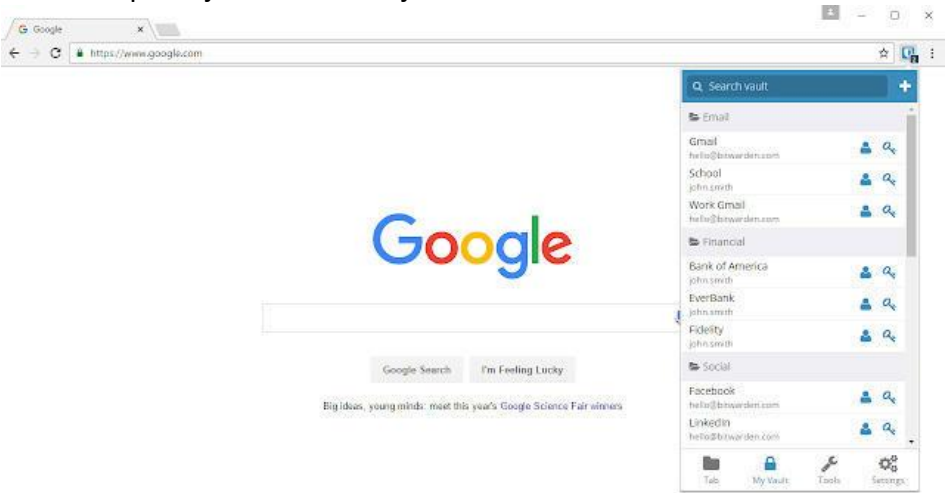 Google
https://www.google.com
Search vault
Email
Gmail
hello@bitwarden.com
School
john.smith
Work Gmail
hello@bitwarden.com
Financial
Bank of America
john.smith
EverBank
john.smith
Fidelity
john.smith
Social
Facebook
hello@bitwarden.com
LinkedIn
hello@bitwarden.com
Tab My Vault Tools Settings
Google
Google Search I'm Feeling Lucky
Big ideas, young minds: meet this year's Google Science Fair winners